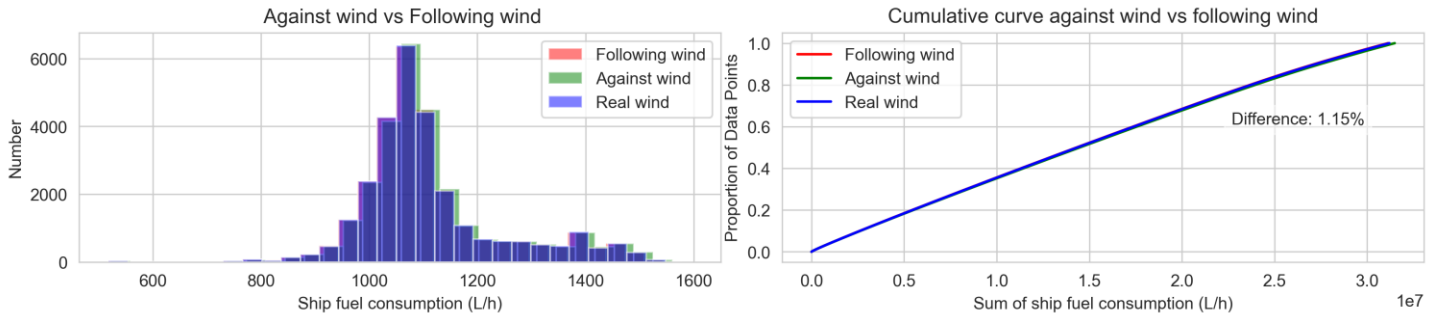 Against wind vs Following wind
6000
4000
2000
0
Number
600
800
1000
1200
1400
1600
Ship fuel consumption (L/h)
Following wind
Against wind
Real wind
Cumulative curve against wind vs following wind
1.0
0.8
0.6
0.4
0.2
0.0
Proportion of Data Points
Following wind
Against wind
Real wind
Difference: 1.15%
0.0
0.5
1.0
1.5
2.0
2.5
3.0
1e7
Sum of ship fuel consumption (L/h)